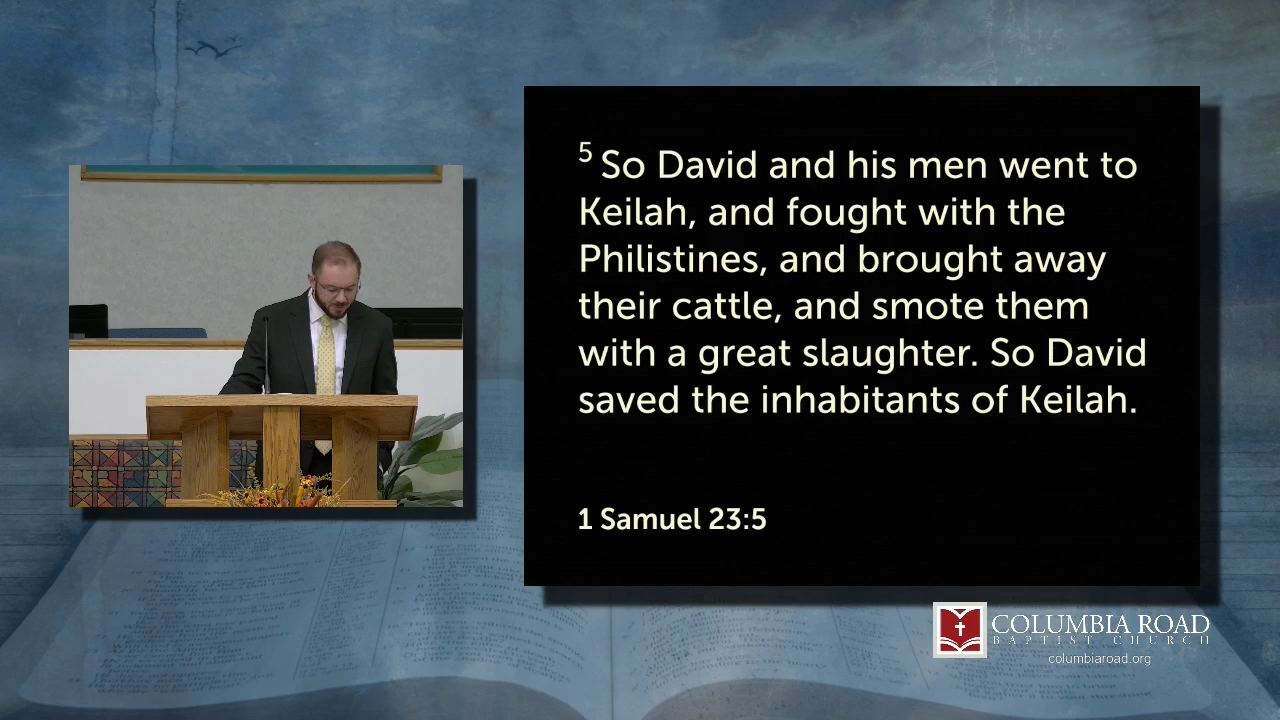 5 So David and his men went to
Keilah, and fought with the
Philistines, and brought away
their cattle, and smote them
with a great slaughter. So David
saved the inhabitants of Keilah.
1 Samuel 23:5
COLUMBIA ROAD
BAPTIST CHURCH
columbiaroad.org